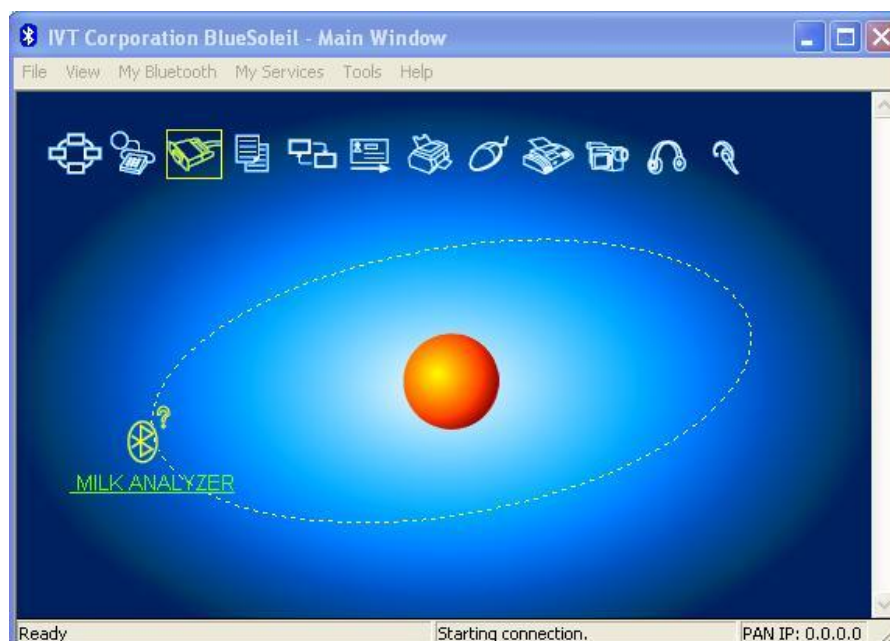 IVT Corporation BlueSoleil - Main Window
File View My Bluetooth My Services Tools Help
?
MILK ANALYZER
Ready Starting connection. PAN IP: 0.0.0.0